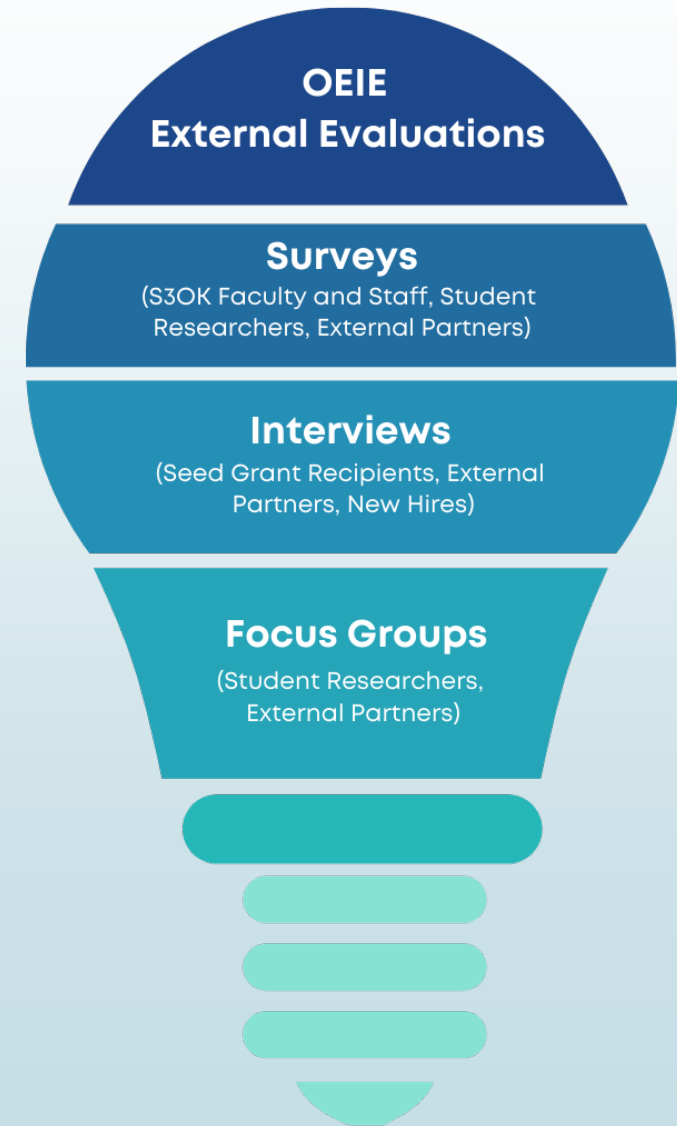 OEIE
External Evaluations
Surveys
(S3OK Faculty and Staff, Student
Researchers, External Partners)
Interviews
(Seed Grant Recipients, External
Partners, New Hires)
Focus Groups
(Student Researchers,
External Partners)